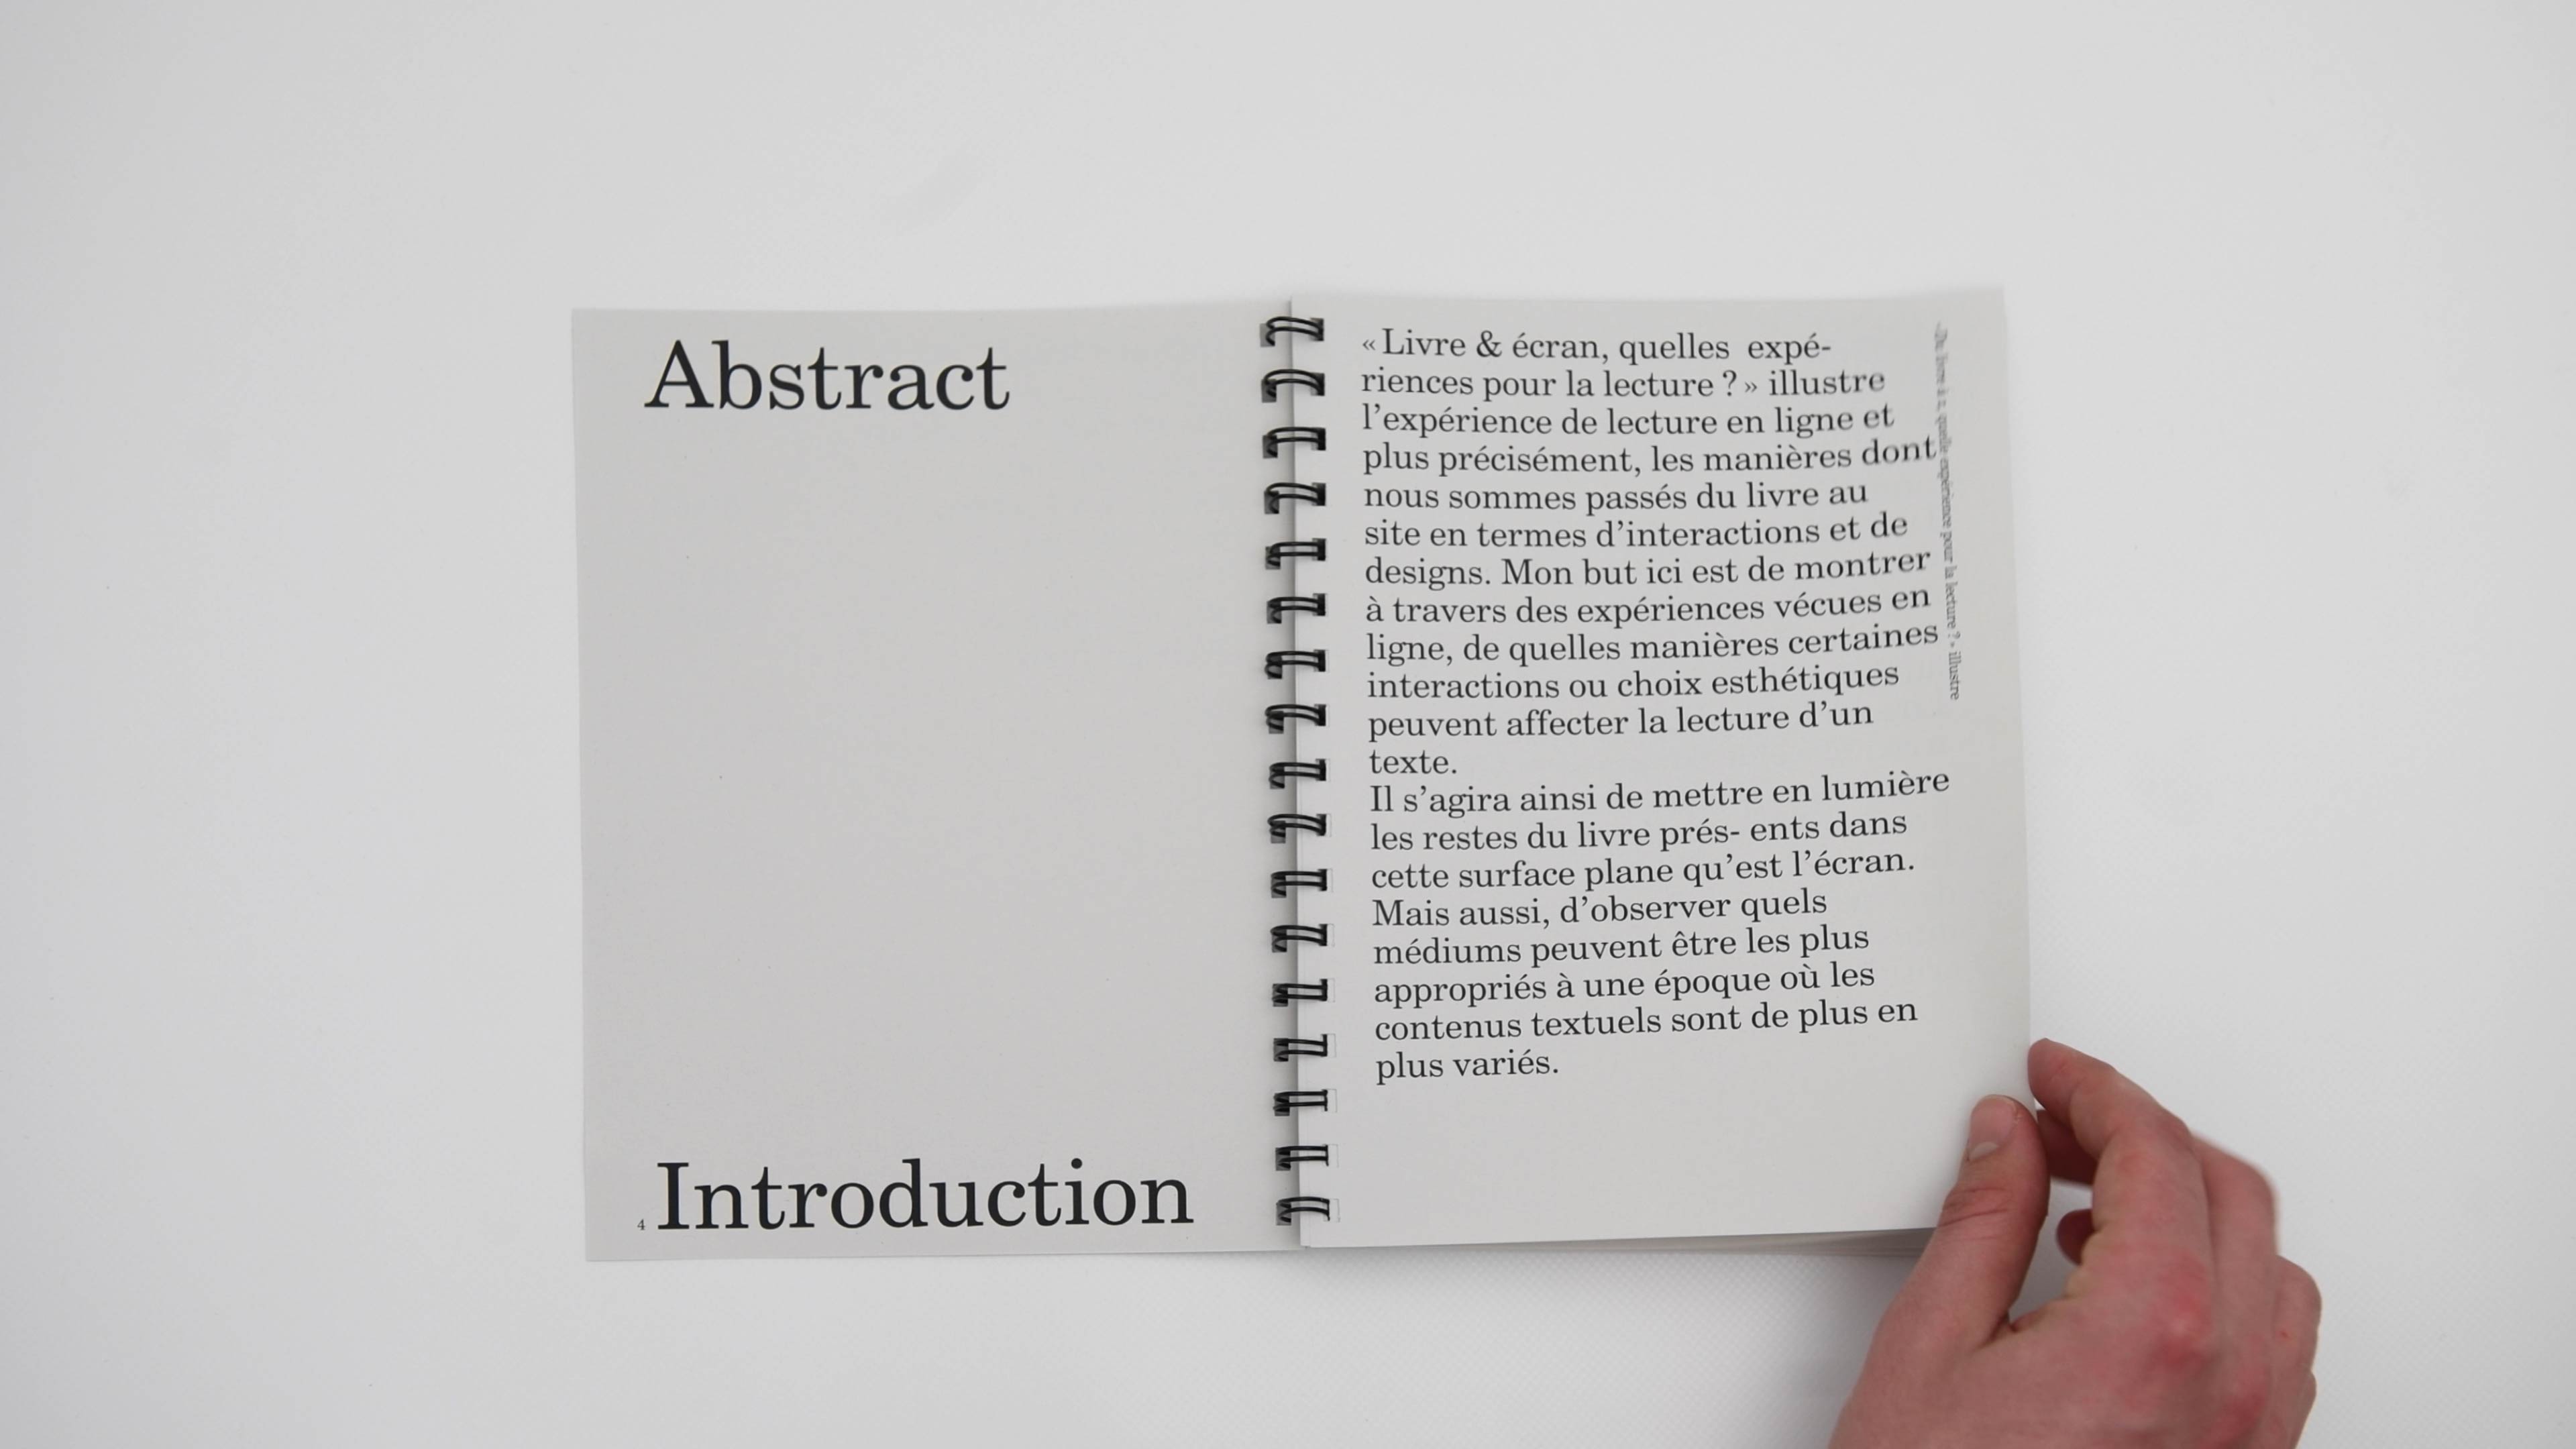 Abstract
4 Introduction
« Livre & écran, quelles expé-
riences pour la lecture ? » illustre
l’expérience de lecture en ligne et
plus précisément, les manières dont
nous sommes passés du livre au
site en termes d’interactions et de
designs. Mon but ici est de montrer
à travers des expériences vécues en
ligne, de quelles manières certaines
interactions ou choix esthétiques
peuvent affecter la lecture d’un
texte.
Il s’agira ainsi de mettre en lumière
les restes du livre prés- ents dans
cette surface plane qu’est l’écran.
Mais aussi, d’observer quels
médiums peuvent être les plus
appropriés à une époque où les
contenus textuels sont de plus en
plus variés.
expérience pour la lecture ? » illustre